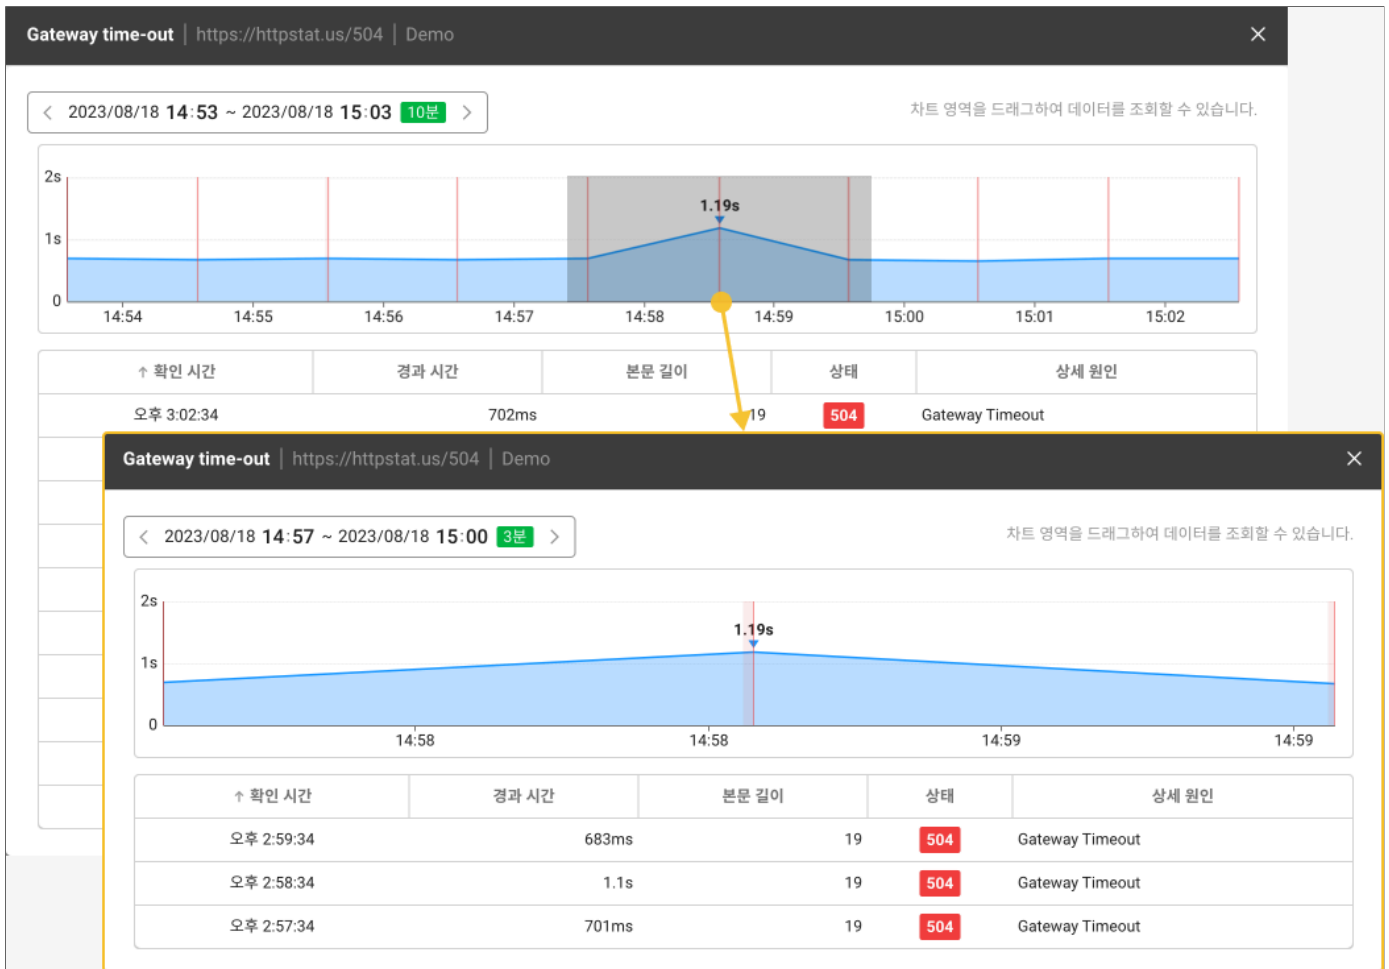 Gateway time-out | https://httpstat.us/504 | Demo
2023/08/18 14:53 ~ 2023/08/18 15:03 10분
차트 영역을 드래그하여 데이터를 조회할 수 있습니다.
2s
1.19s
1s
0
14:54 14:55 14:56 14:57 14:58 14:59 15:00 15:01 15:02
↑ 확인 시간 경과 시간 본문 길이 상태 상세 원인
오후 3:02:34 702ms 19 504 Gateway Timeout
Gateway time-out | https://httpstat.us/504 | Demo
2023/08/18 14:57 ~ 2023/08/18 15:00 3분
차트 영역을 드래그하여 데이터를 조회할 수 있습니다.
2s
1.19s
1s
0
14:58 14:58 14:59 14:59
↑ 확인 시간 경과 시간 본문 길이 상태 상세 원인
오후 2:59:34 683ms 19 504 Gateway Timeout
오후 2:58:34 1.1s 19 504 Gateway Timeout
오후 2:57:34 701ms 19 504 Gateway Timeout